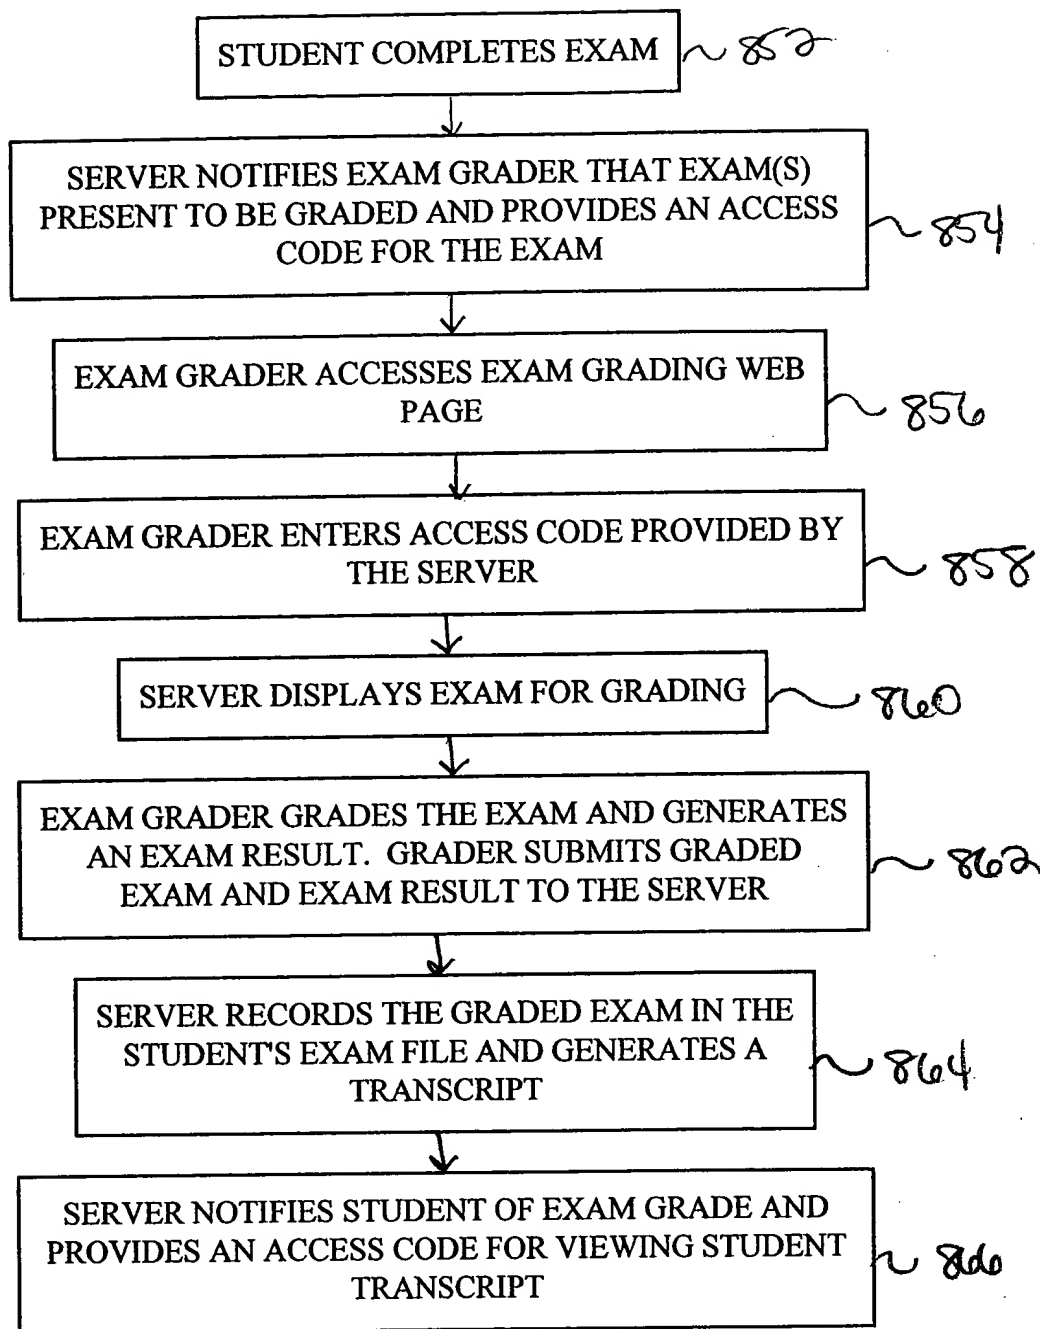 STUDENT COMPLETES EXAM 852
SERVER NOTIFIES EXAM GRADER THAT EXAM(S)
PRESENT TO BE GRADED AND PROVIDES AN ACCESS
CODE FOR THE EXAM
854
EXAM GRADER ACCESSES EXAM GRADING WEB
PAGE
856
EXAM GRADER ENTERS ACCESS CODE PROVIDED BY
THE SERVER
858
SERVER DISPLAYS EXAM FOR GRADING 860
EXAM GRADER GRADES THE EXAM AND GENERATES
AN EXAM RESULT. GRADER SUBMITS GRADED
EXAM AND EXAM RESULT TO THE SERVER
862
SERVER RECORDS THE GRADED EXAM IN THE
STUDENT'S EXAM FILE AND GENERATES A
TRANSCRIPT
864
SERVER NOTIFIES STUDENT OF EXAM GRADE AND
PROVIDES AN ACCESS CODE FOR VIEWING STUDENT
TRANSCRIPT
866